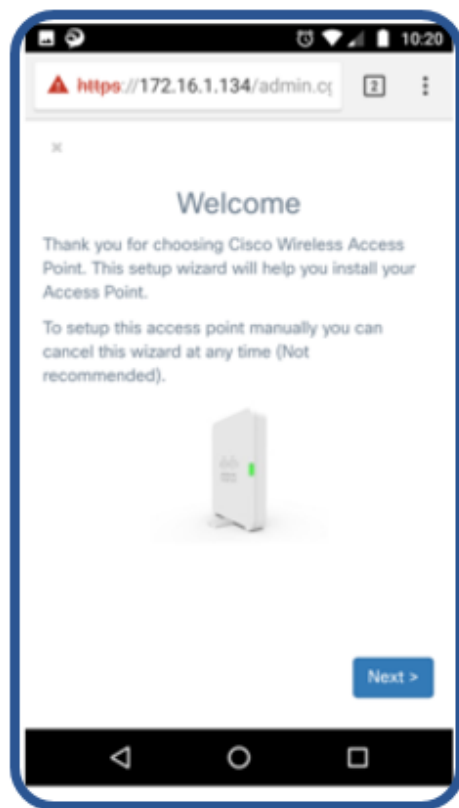 10:20
https://172.16.1.134/admin.cg
2
×
Welcome
Thank you for choosing Cisco Wireless Access
Point. This setup wizard will help you install your
Access Point.
To setup this access point manually you can
cancel this wizard at any time (Not
recommended).
Next >